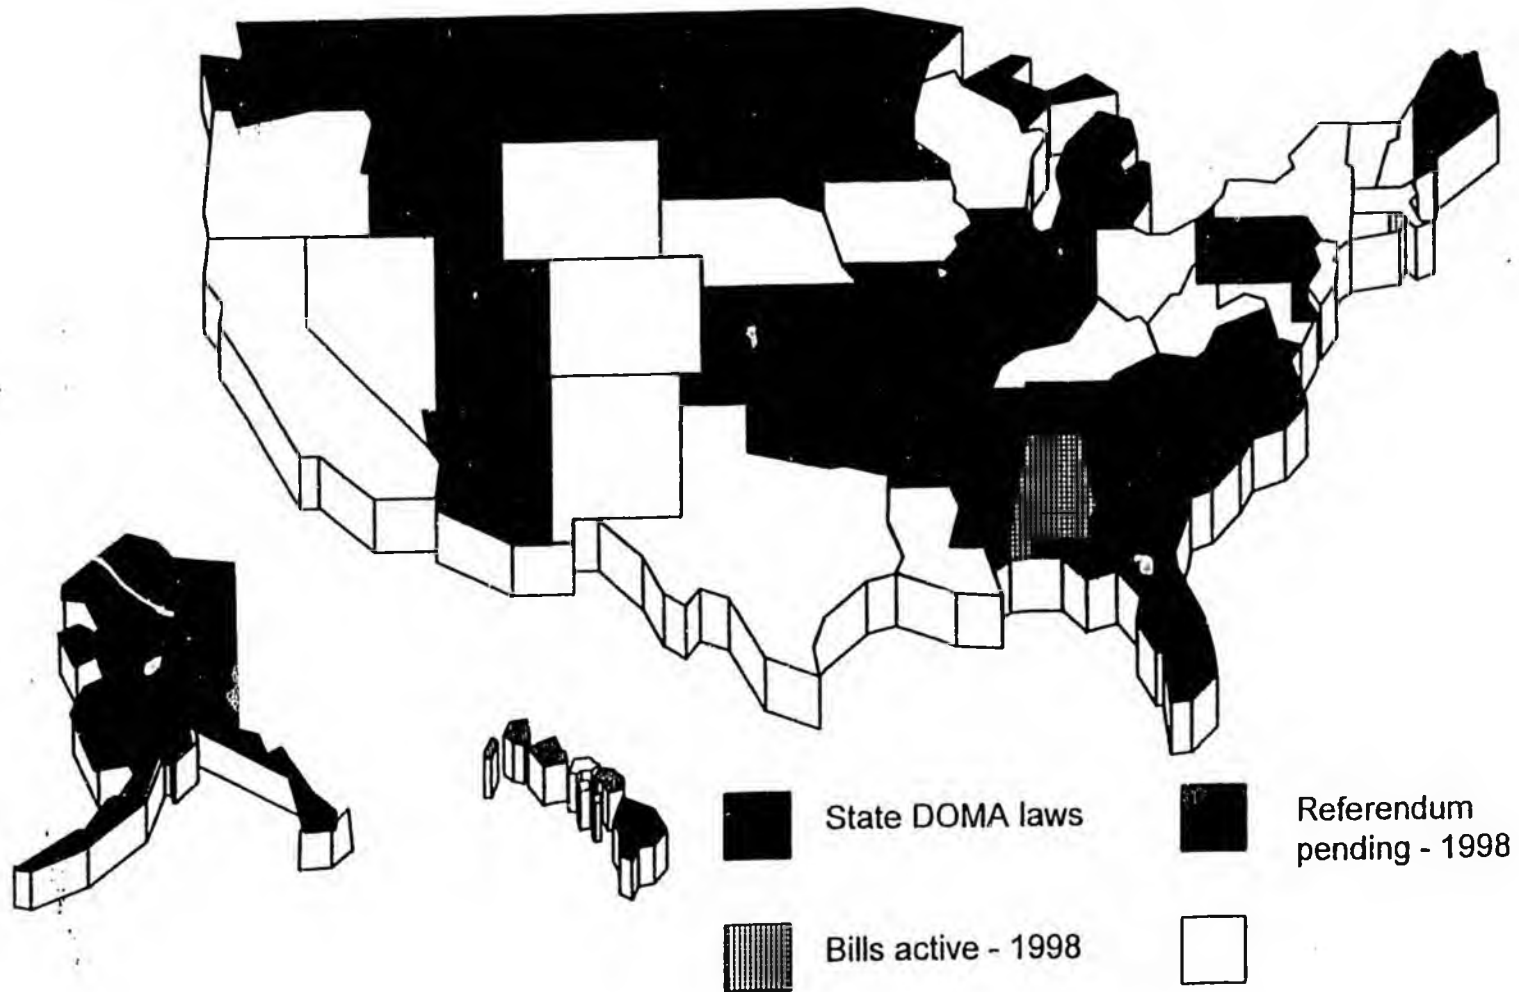 State DOMA laws
Referendum
pending - 1998
Bills active - 1998